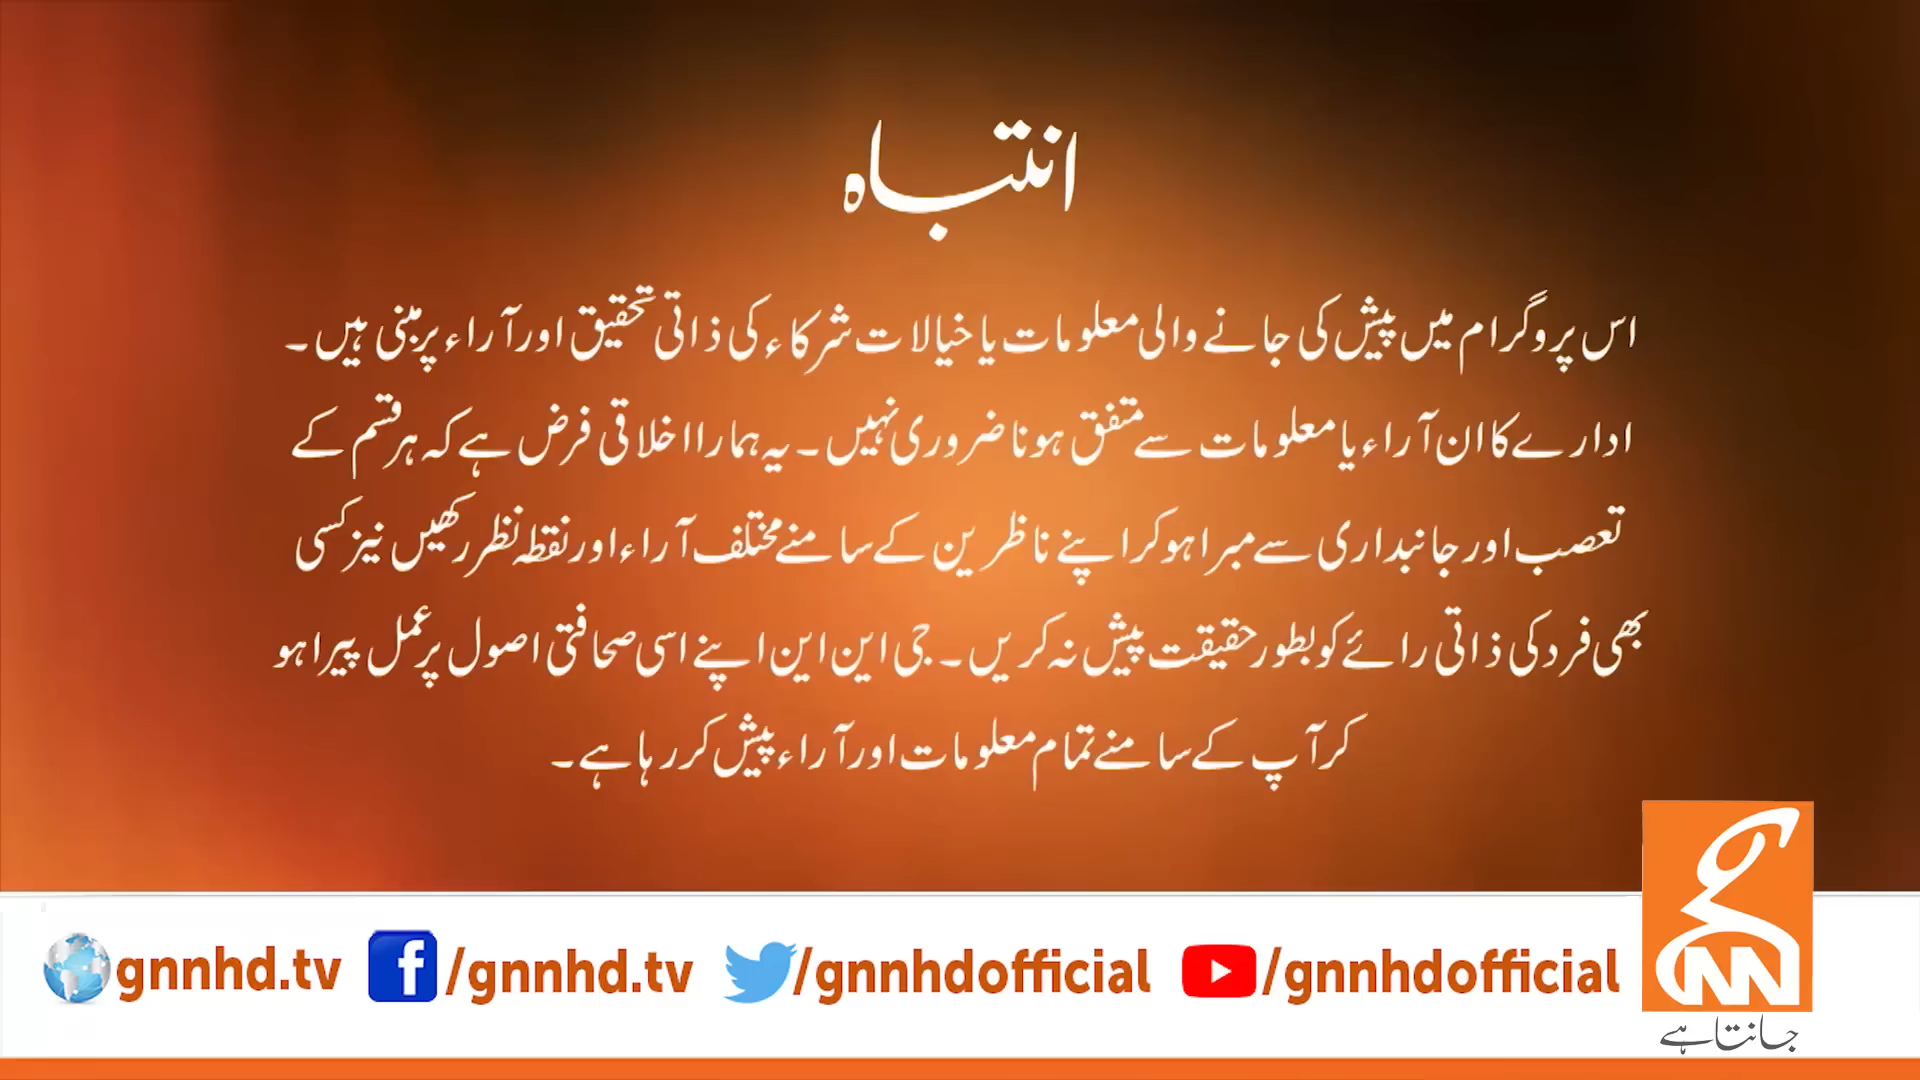 انتباہ
اس پروگرام میں پیش کی جانے والی معلومات یا خیالات شرکاء کی ذاتی تحقیق اور آراء پر مبنی ہیں۔
ادارے کا ان آراء یا معلومات سے متفق ہونا ضروری نہیں۔ یہ ہمارا اخلاقی فرض ہے کہ ہر قسم کے
تعصب اور جانبداری سے مبرا ہو کر اپنے ناظرین کے سامنے مختلف آراء اور نقطہ نظر رکھیں نیز کسی
بھی فرد کی ذاتی رائے کو بطور حقیقت پیش نہ کریں۔ جی این این اپنے اسی صحافتی اصول پر عمل پیرا ہو
کر آپ کے سامنے تمام معلومات اور آراء پیش کر رہا ہے۔
gnnhd.tv /gnnhd.tv /gnnhdofficial /gnnhdofficial
GNN
جانتا ہے